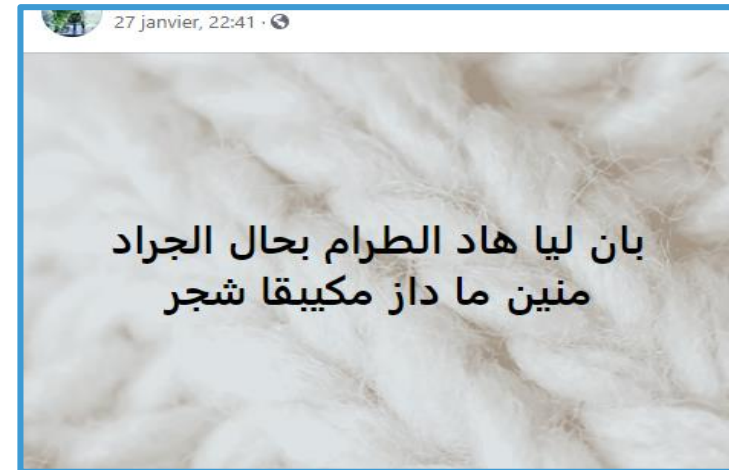 27 janvier, 22:41 ·
بان ليا هاد الطرام بحال الجراد
منين ما داز مكيبقا شجر